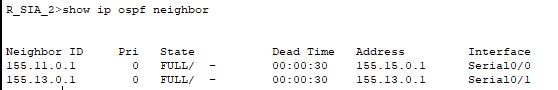 R_SIA_2>show ip ospf neighbor
Neighbor ID     Pri   State           Dead Time   Address         Interface
155.11.0.1        0   FULL/  -        00:00:30    155.15.0.1      Serial0/0
155.13.0.1        0   FULL/  -        00:00:30    155.13.0.1      Serial0/1